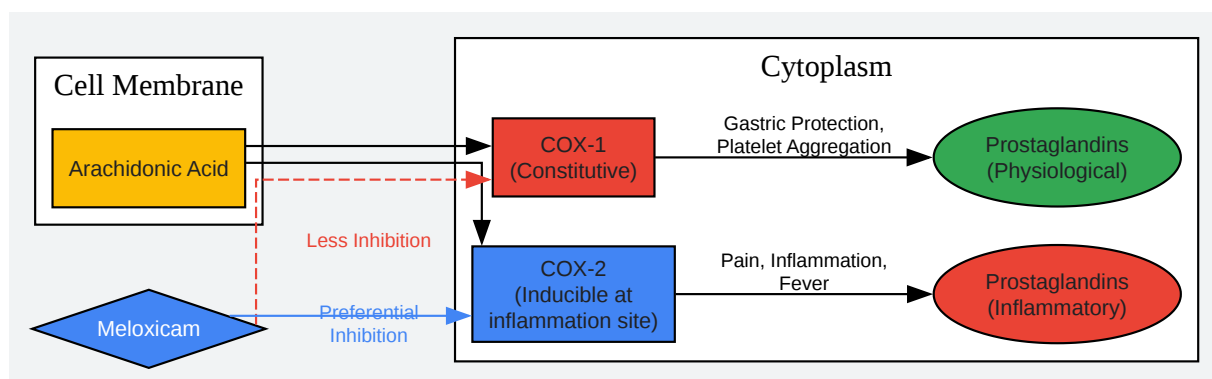 Cell Membrane
Arachidonic Acid
Cytoplasm
COX-1
(Constitutive)
Gastric Protection,
Platelet Aggregation
Prostaglandins
(Physiological)
Less Inhibition
COX-2
(Inducible at
inflammation site)
Pain, Inflammation,
Fever
Prostaglandins
(Inflammatory)
Meloxicam
Preferential
Inhibition